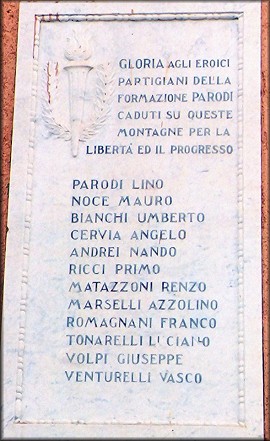 GLORIA AGLI EROICI
PARTIGIANI DELLA
FORMAZIONE PARODI
CADUTI SU QUESTE
MONTAGNE PER LA
LIBERTÁ ED IL PROGRESSO
PARODI LINO
NOCE MAURO
BIANCHI UMBERTO
CERVIA ANGELO
ANDREI NANDO
RICCI PRIMO
MATAZZONI RENZO
MARSELLI AZZOLINO
ROMAGNANI FRANCO
TONARELLI LUCIANO
VOLPI GIUSEPPE
VENTURELLI VASCO